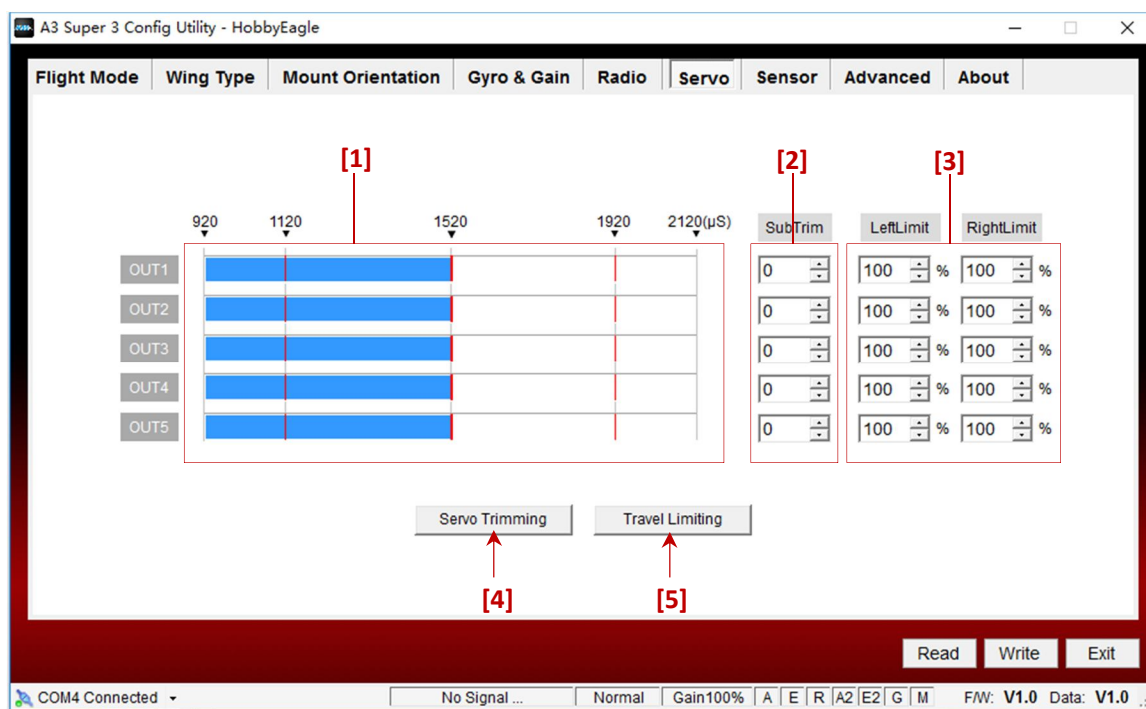 A3 Super 3 Config Utility - HobbyEagle
Flight Mode Wing Type Mount Orientation Gyro & Gain Radio Servo Sensor Advanced About
[1] [2] [3]
920 1120 1520 1920 2120(µS) SubTrim LeftLimit RightLimit
OUT1 0 100 % 100 %
OUT2 0 100 % 100 %
OUT3 0 100 % 100 %
OUT4 0 100 % 100 %
OUT5 0 100 % 100 %
Servo Trimming Travel Limiting
[4] [5]
Read Write Exit
COM4 Connected No Signal ... Normal Gain100% A E R A2 E2 G M F/W: V1.0 Data: V1.0